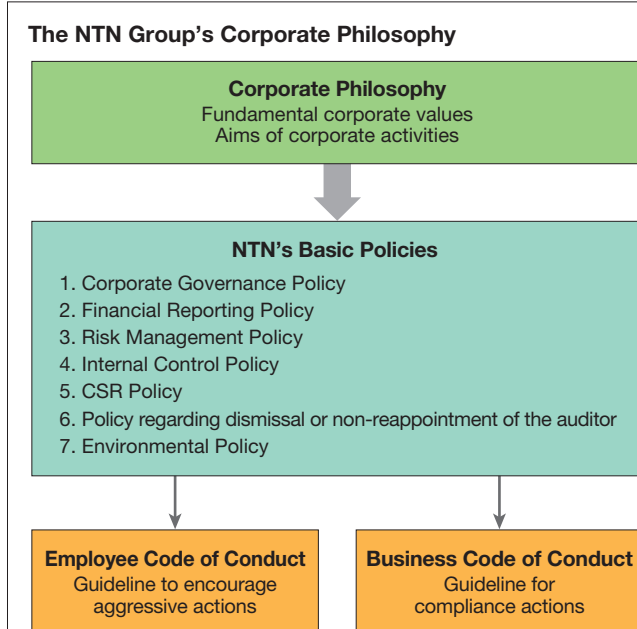 The NTN Group's Corporate Philosophy
Corporate Philosophy
Fundamental corporate values
Aims of corporate activities
NTN's Basic Policies
1. Corporate Governance Policy
2. Financial Reporting Policy
3. Risk Management Policy
4. Internal Control Policy
5. CSR Policy
6. Policy regarding dismissal or non-reappointment of the auditor
7. Environmental Policy
Employee Code of Conduct
Guideline to encourage
aggressive actions
Business Code of Conduct
Guideline for
compliance actions